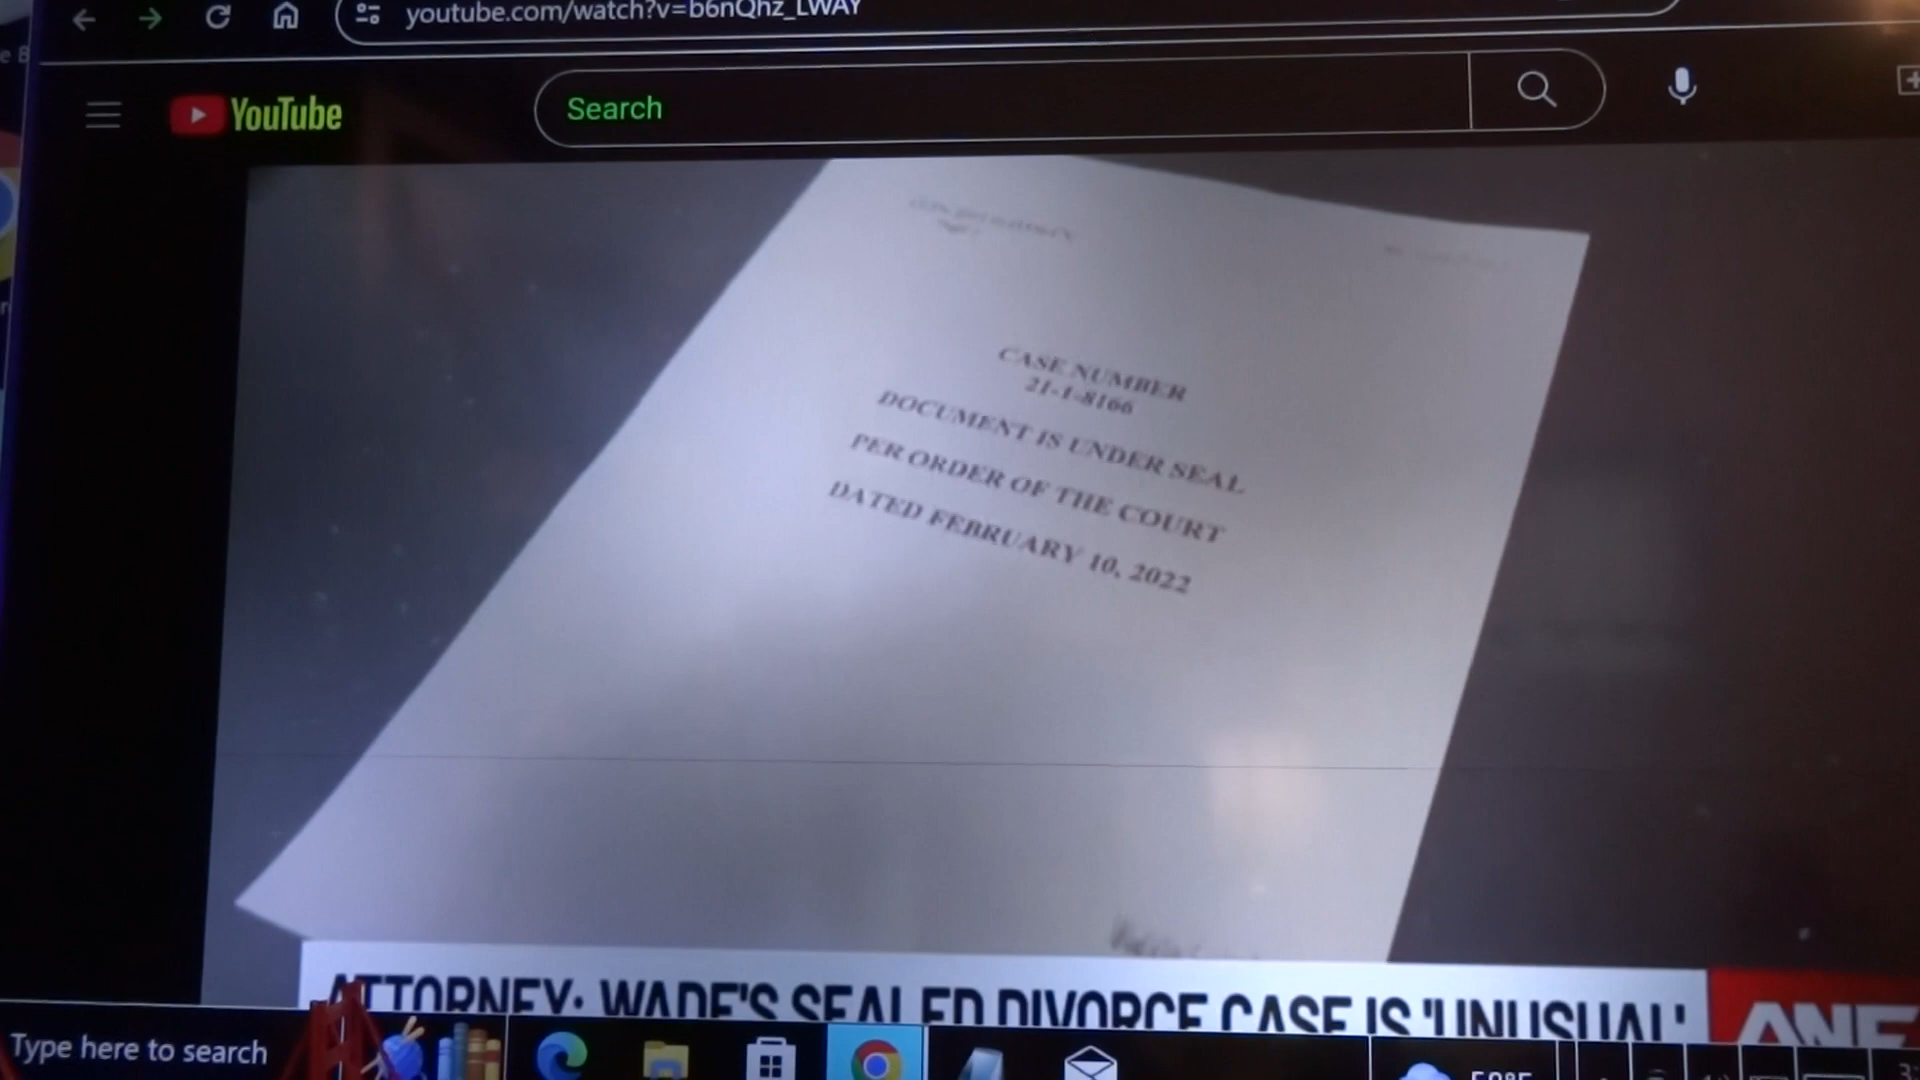 youtube.com/watch?v=b6nQhz_LWAY
YouTube
Search
CASE NUMBER
21-1-8166
DOCUMENT IS UNDER SEAL
PER ORDER OF THE COURT
DATED FEBRUARY 10, 2022
ATTORNEY: WADE'S SEALED DIVORCE CASE IS 'UNUSUAL'
ANF
Type here to search